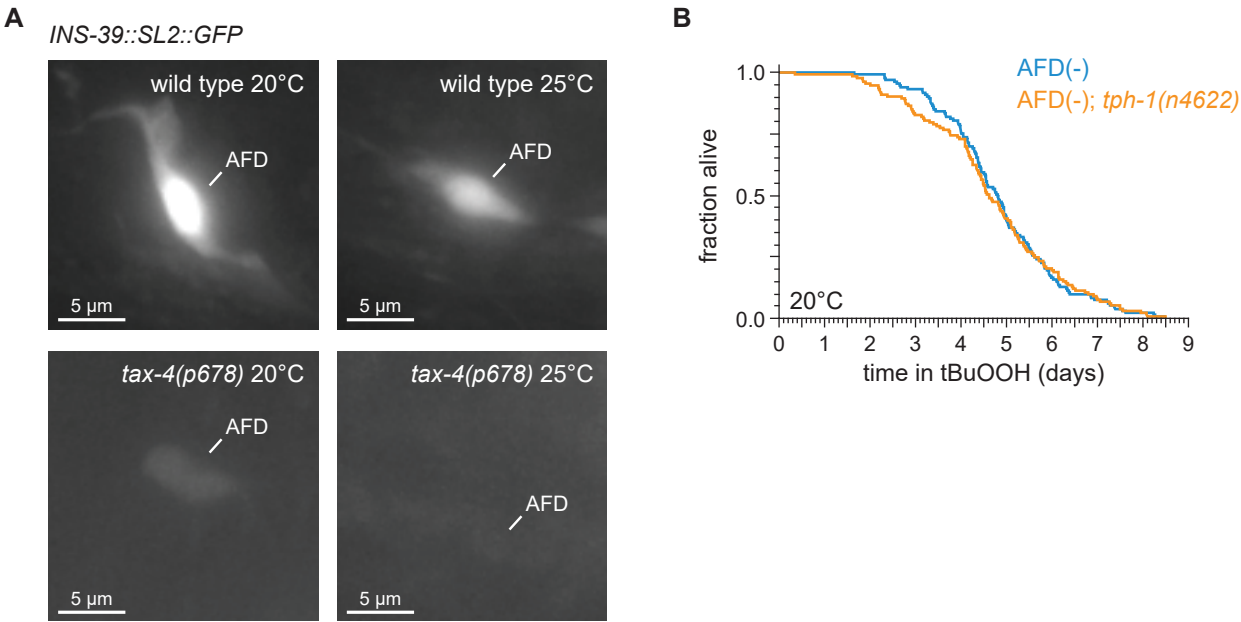 A
INS-39::SL2::GFP
wild type 20°C
AFD
5 µm
wild type 25°C
AFD
5 µm
tax-4(p678) 20°C
AFD
5 µm
tax-4(p678) 25°C
AFD
5 µm
B
AFD(-)
AFD(-); tph-1(n4622)
fraction alive
1.0
0.5
0.0
20°C
0 1 2 3 4 5 6 7 8 9
time in tBuOOH (days)